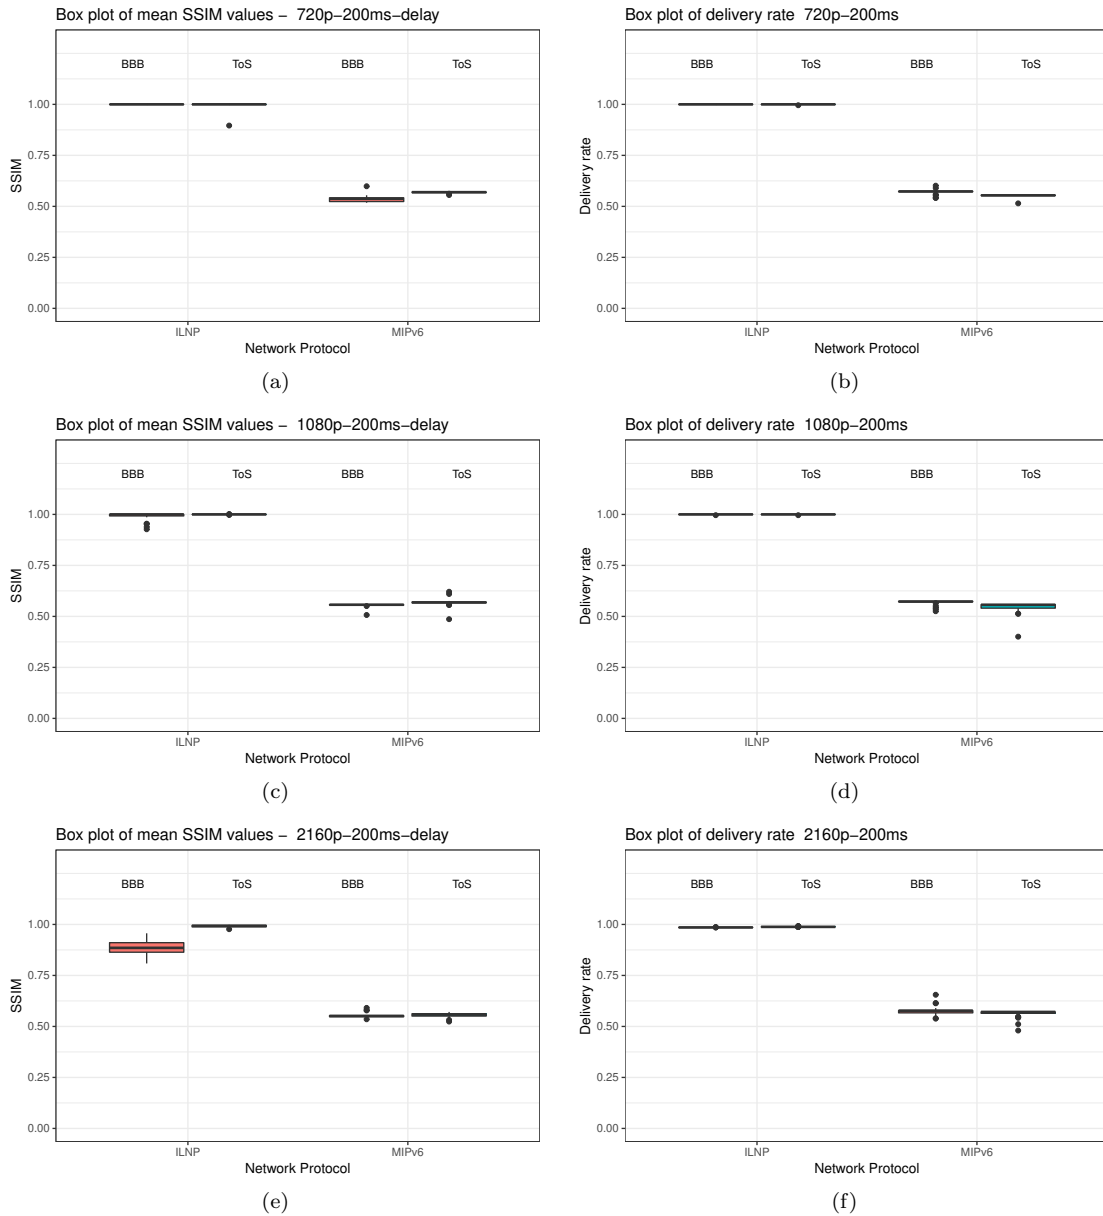 Box plot of mean SSIM values − 720p−200ms−delay
BBB ToS BBB ToS
1.00
0.75
0.50
0.25
0.00
SSIM
ILNP MIPv6
Network Protocol
(a)
Box plot of delivery rate 720p−200ms
BBB ToS BBB ToS
1.00
0.75
0.50
0.25
0.00
Delivery rate
ILNP MIPv6
Network Protocol
(b)
Box plot of mean SSIM values − 1080p−200ms−delay
BBB ToS BBB ToS
1.00
0.75
0.50
0.25
0.00
SSIM
ILNP MIPv6
Network Protocol
(c)
Box plot of delivery rate 1080p−200ms
BBB ToS BBB ToS
1.00
0.75
0.50
0.25
0.00
Delivery rate
ILNP MIPv6
Network Protocol
(d)
Box plot of mean SSIM values − 2160p−200ms−delay
BBB ToS BBB ToS
1.00
0.75
0.50
0.25
0.00
SSIM
ILNP MIPv6
Network Protocol
(e)
Box plot of delivery rate 2160p−200ms
BBB ToS BBB ToS
1.00
0.75
0.50
0.25
0.00
Delivery rate
ILNP MIPv6
Network Protocol
(f)